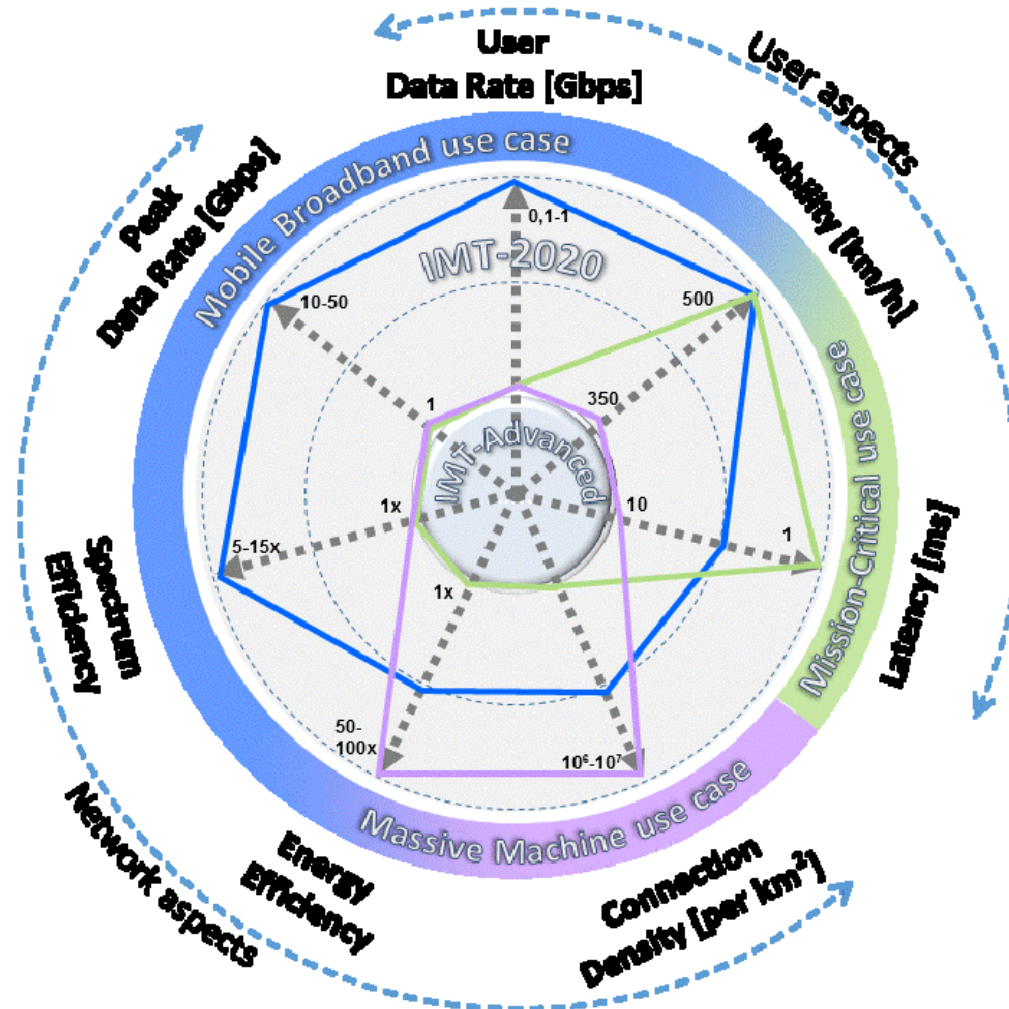 User
Data Rate [Gbps]
User aspects
Peak
Data Rate [Gbps]
Mobility [km/h]
Mobile Broadband use case
0,1-1
IMT-2020
10-50
500
1
350
IMT-Advanced
Mission-Critical use case
1x
10
1
5-15x
Latency [ms]
Spectrum
Efficiency
1x
50-
100x
10⁶-10⁷
Massive Machine use case
Network aspects
Energy
Efficiency
Connection
Density [per km²]